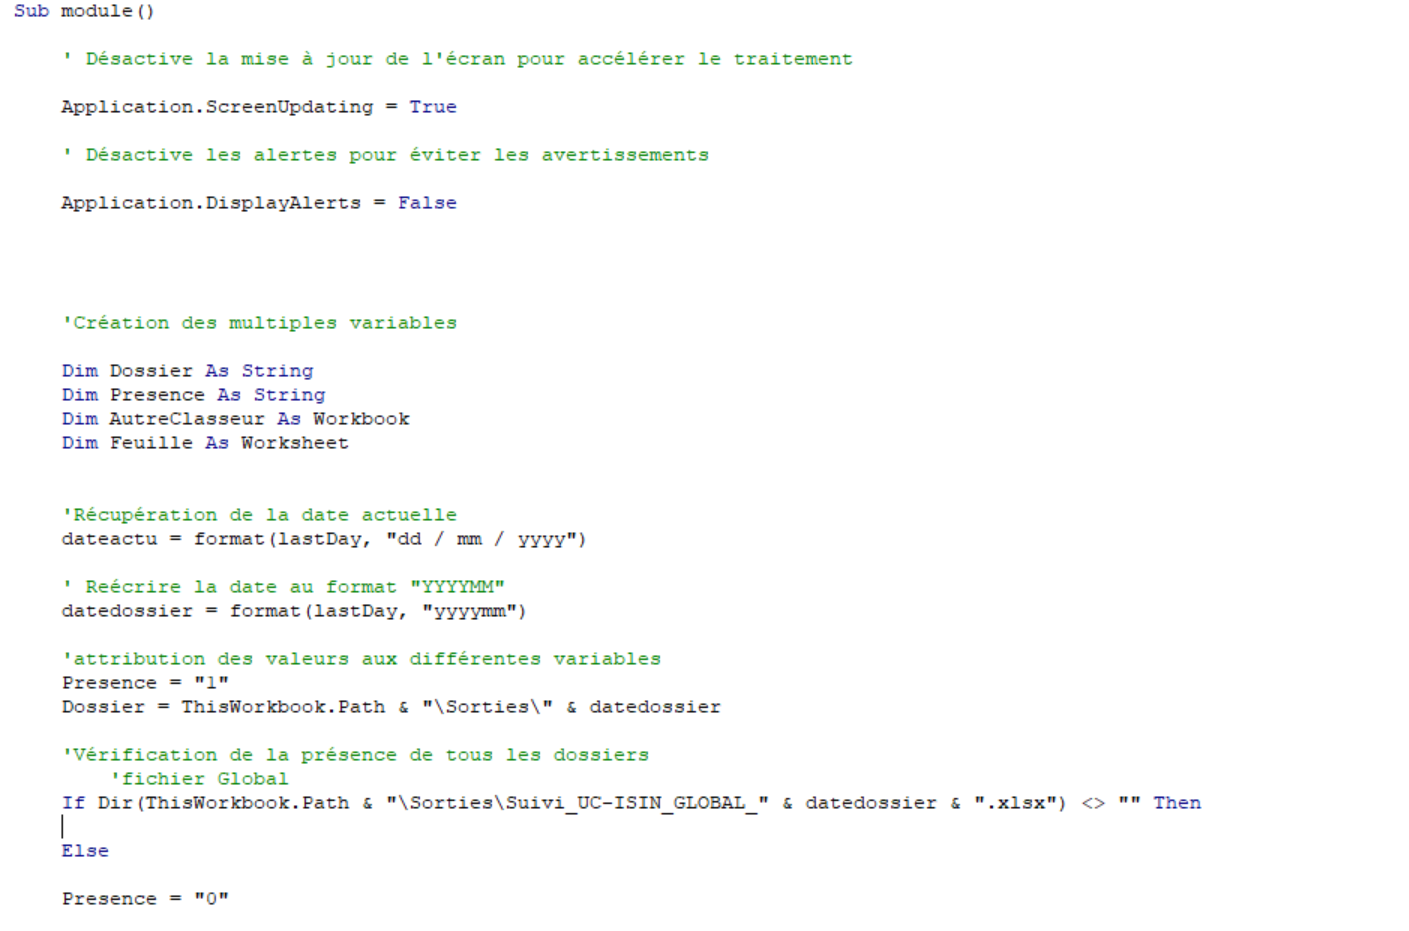 Sub module()
' Désactive la mise à jour de l'écran pour accélérer le traitement
Application.ScreenUpdating = True
' Désactive les alertes pour éviter les avertissements
Application.DisplayAlerts = False
'Création des multiples variables
Dim Dossier As String
Dim Presence As String
Dim AutreClasseur As Workbook
Dim Feuille As Worksheet
'Récupération de la date actuelle
dateactu = format(lastDay, "dd / mm / yyyy")
' Reécrire la date au format "YYYYMM"
datedossier = format(lastDay, "yyyymm")
'attribution des valeurs aux différentes variables
Presence = "1"
Dossier = ThisWorkbook.Path & "\Sorties\" & datedossier
'Vérification de la présence de tous les dossiers
'fichier Global
If Dir(ThisWorkbook.Path & "\Sorties\Suivi_UC-ISIN_GLOBAL_" & datedossier & ".xlsx") <> "" Then
Else
Presence = "0"